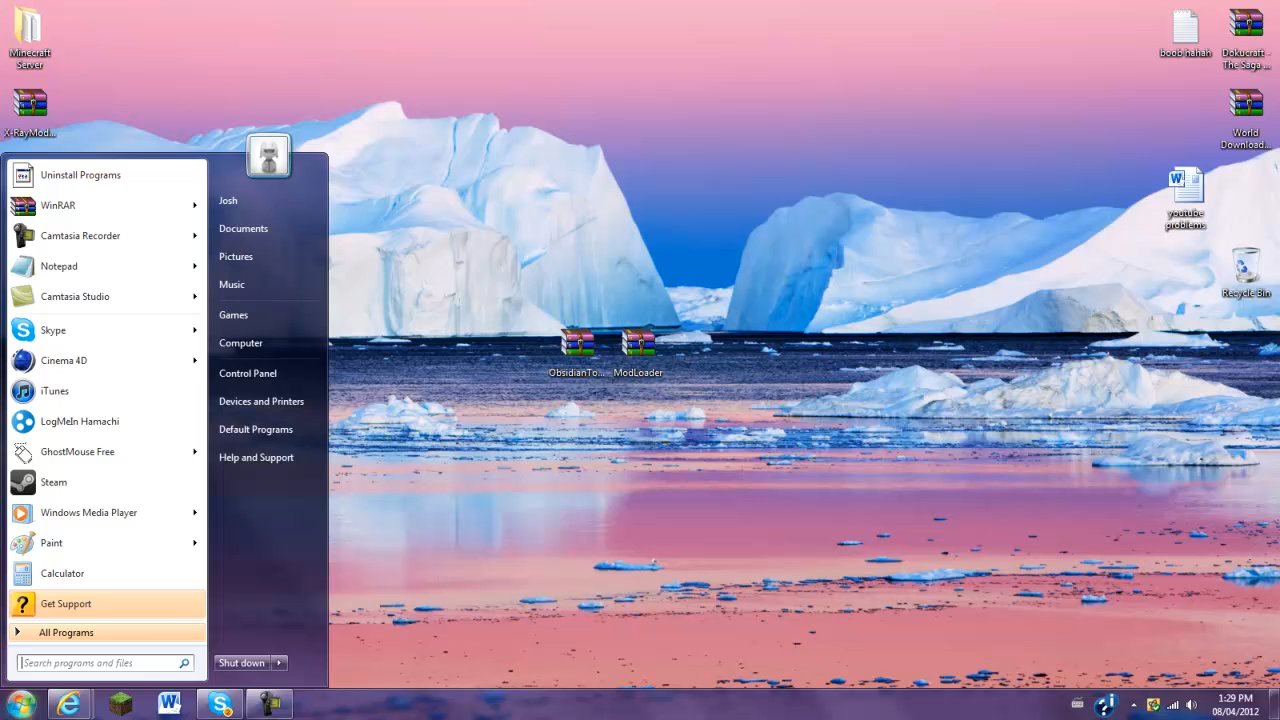 Minecraft
Server
X-RayMod...
boob hahah
Dokucraft -
The Saga ...
World
Download...
youtube
problems
Recycle Bin
ObsidianTo...
ModLoader
Uninstall Programs
WinRAR
Camtasia Recorder
Notepad
Camtasia Studio
Skype
Cinema 4D
iTunes
LogMeIn Hamachi
GhostMouse Free
Steam
Windows Media Player
Paint
Calculator
Get Support
All Programs
Search programs and files
Josh
Documents
Pictures
Music
Games
Computer
Control Panel
Devices and Printers
Default Programs
Help and Support
Shut down
1:29 PM
08/04/2012